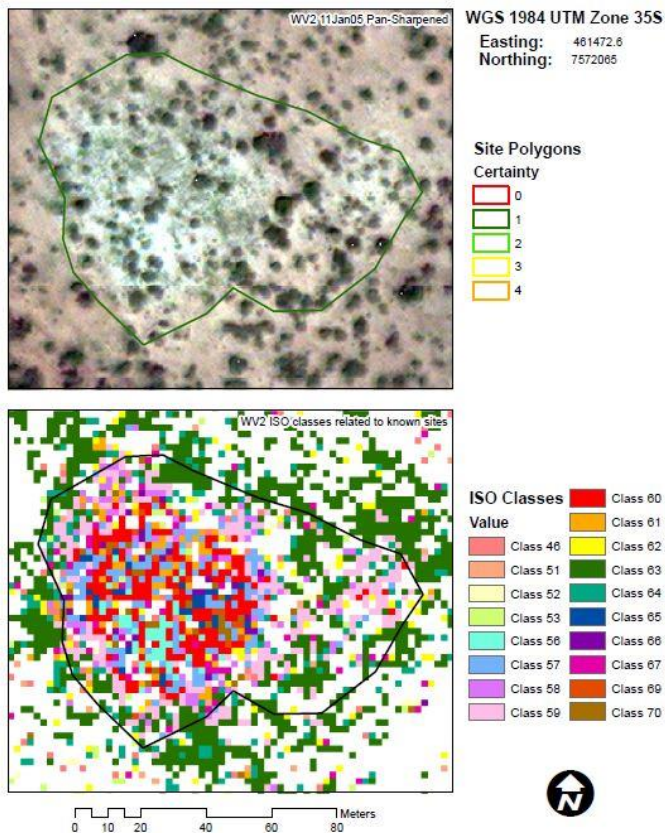 WV2 11Jan05 Pan-Sharpened
WGS 1984 UTM Zone 35S
Easting: 461472.6
Northing: 7572065
Site Polygons
Certainty
0
1
2
3
4
WV2 ISO classes related to known sites
ISO Classes
Value
Class 46
Class 51
Class 52
Class 53
Class 56
Class 57
Class 58
Class 59
Class 60
Class 61
Class 62
Class 63
Class 64
Class 65
Class 66
Class 67
Class 69
Class 70
Meters
0 10 20 40 60 80
N